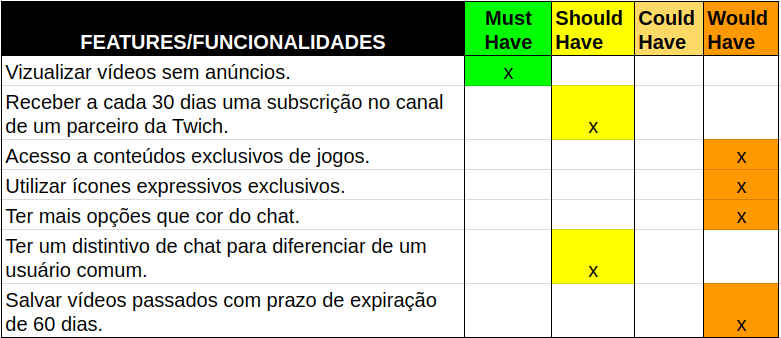 FEATURES/FUNCIONALIDADES Must Have Should Have Could Have Would Have
Vizualizar vídeos sem anúncios. x
Receber a cada 30 dias uma subscrição no canal
de um parceiro da Twich. x
Acesso a conteúdos exclusivos de jogos. x
Utilizar ícones expressivos exclusivos. x
Ter mais opções que cor do chat. x
Ter um distintivo de chat para diferenciar de um
usuário comum. x
Salvar vídeos passados com prazo de expiração
de 60 dias. x